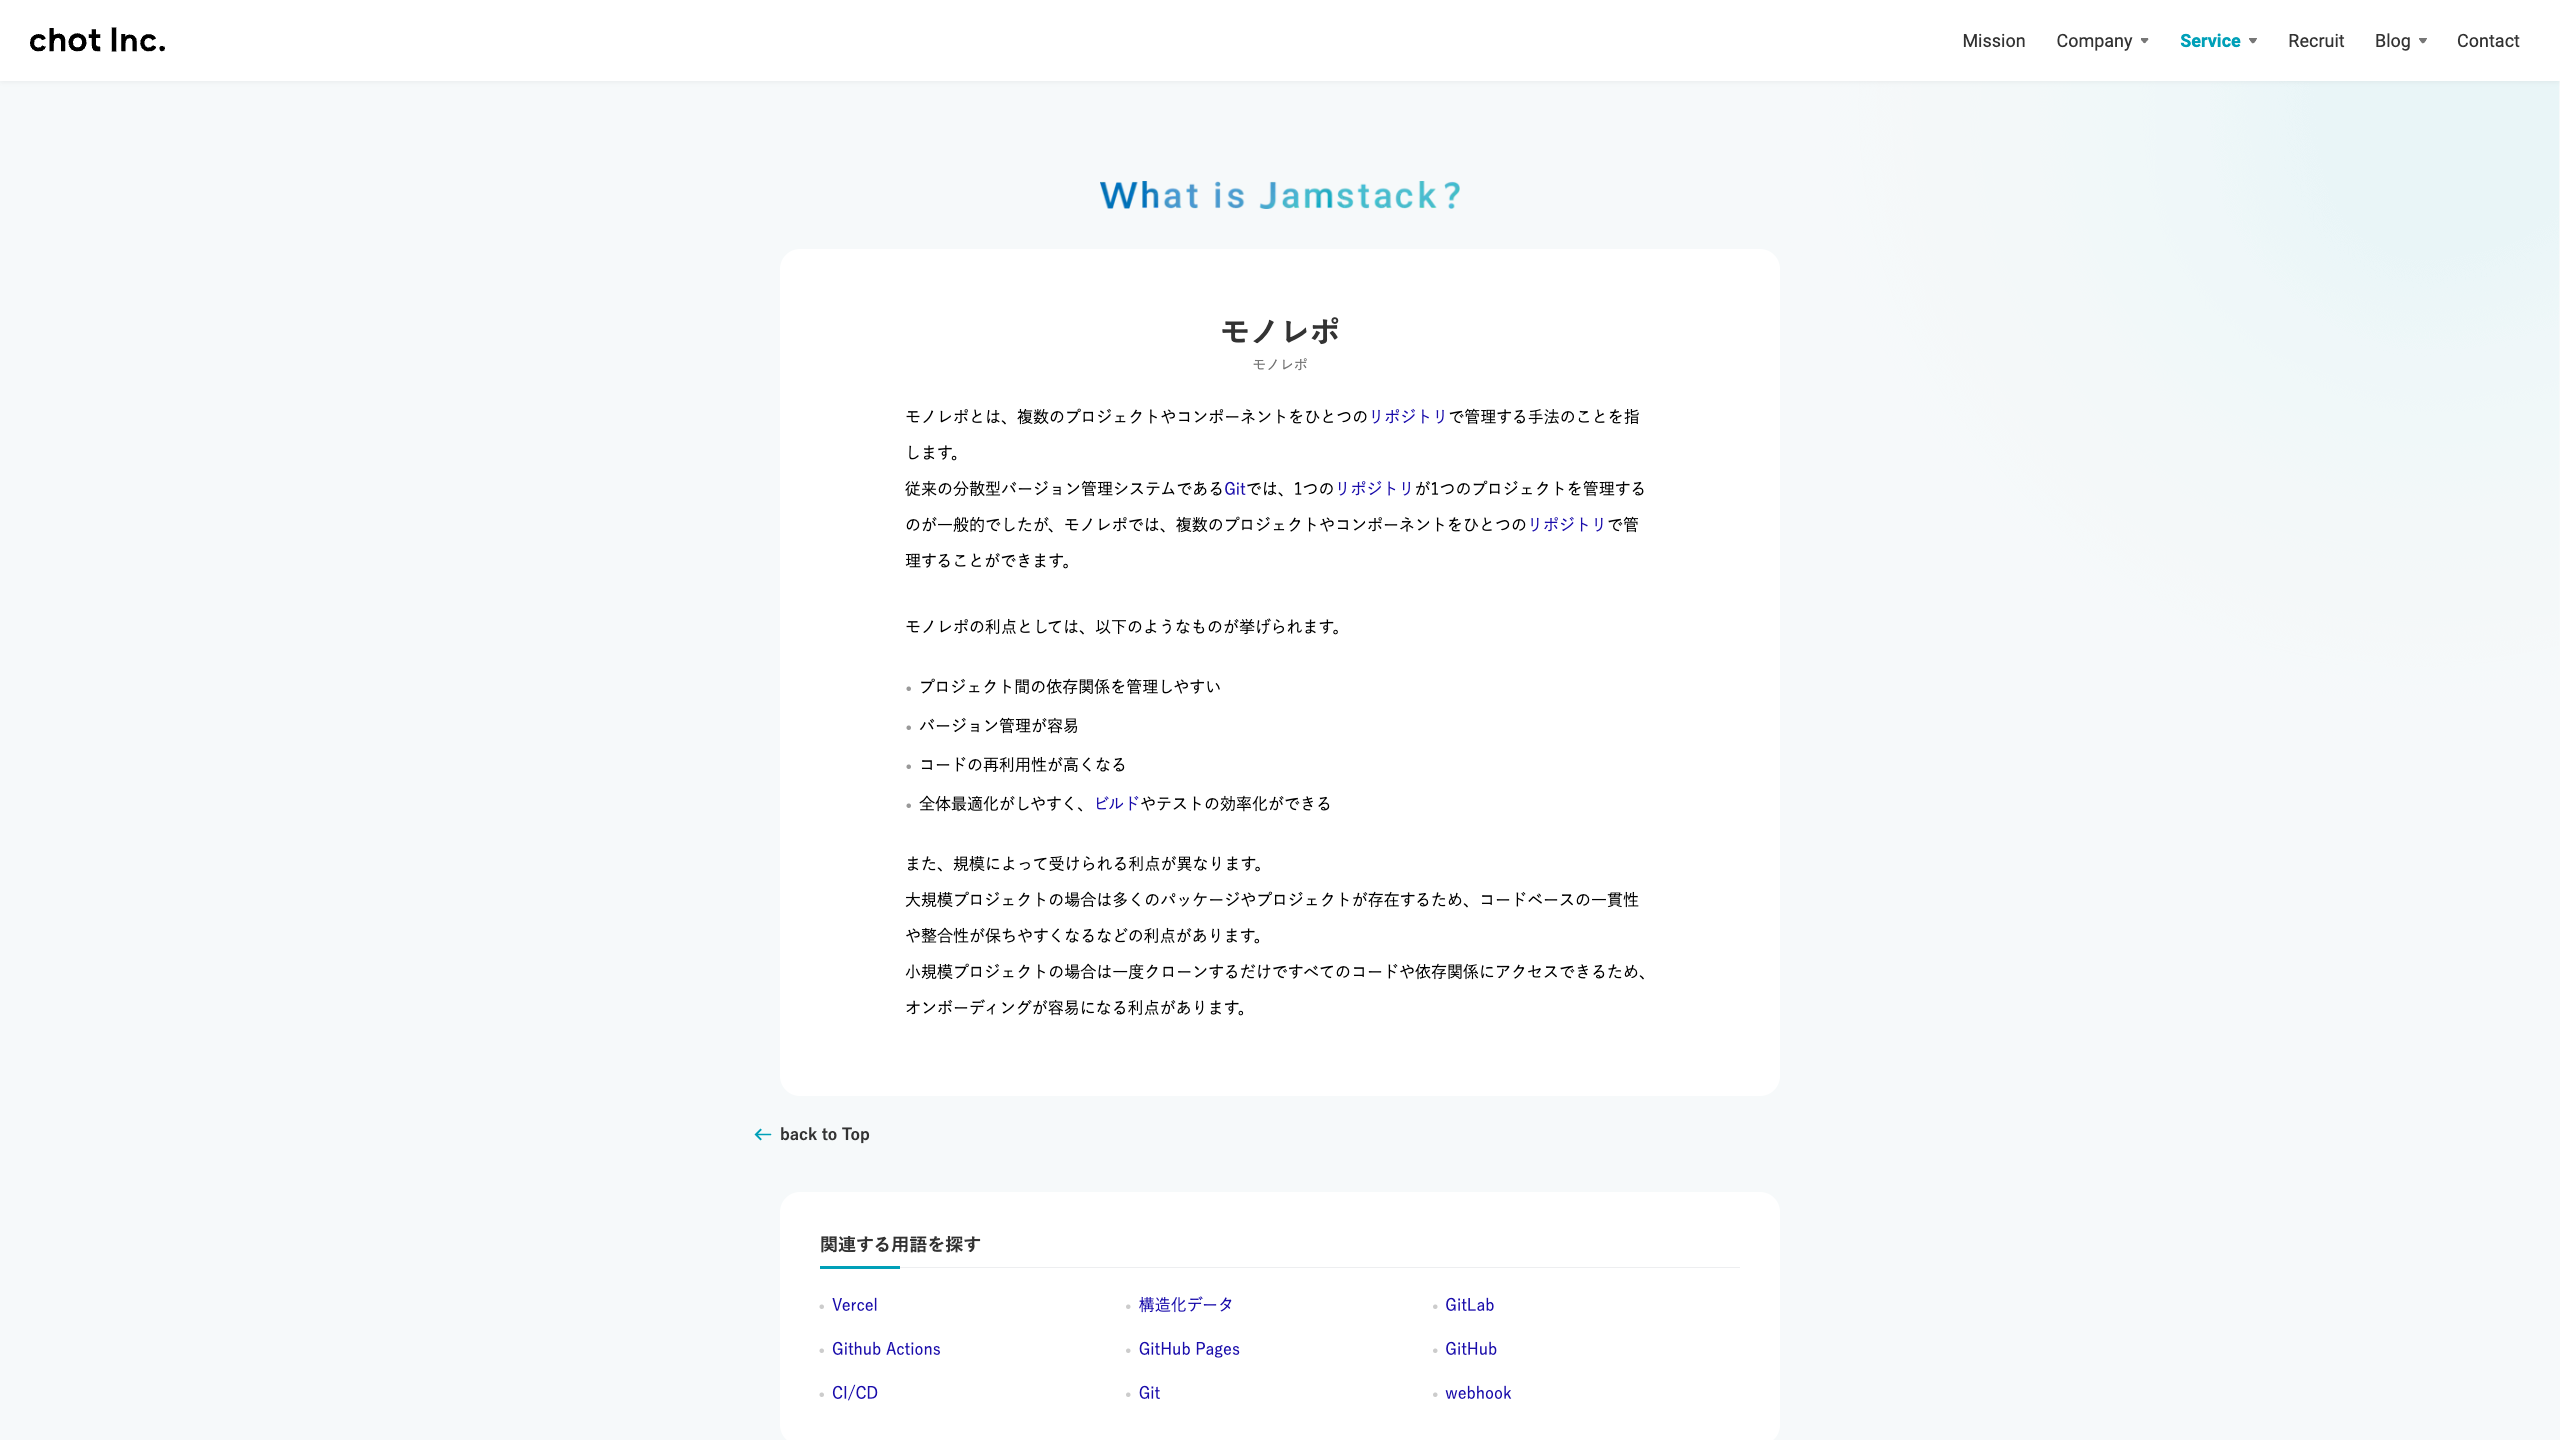 chot Inc.
Mission Company Service Recruit Blog Contact
What is Jamstack?
モノレポ
モノレポ
モノレポとは、複数のプロジェクトやコンポーネントをひとつのリポジトリで管理する手法のことを指
します。
従来の分散型バージョン管理システムであるGitでは、1つのリポジトリが1つのプロジェクトを管理する
のが一般的でしたが、モノレポでは、複数のプロジェクトやコンポーネントをひとつのリポジトリで管
理することができます。
モノレポの利点としては、以下のようなものが挙げられます。
プロジェクト間の依存関係を管理しやすい
バージョン管理が容易
コードの再利用性が高くなる
全体最適化がしやすく、ビルドやテストの効率化ができる
また、規模によって受けられる利点が異なります。
大規模プロジェクトの場合は多くのパッケージやプロジェクトが存在するため、コードベースの一貫性
や整合性が保ちやすくなるなどの利点があります。
小規模プロジェクトの場合は一度クローンするだけですべてのコードや依存関係にアクセスできるため、
オンボーディングが容易になる利点があります。
back to Top
関連する用語を探す
Vercel 構造化データ GitLab
Github Actions GitHub Pages GitHub
CI/CD Git webhook